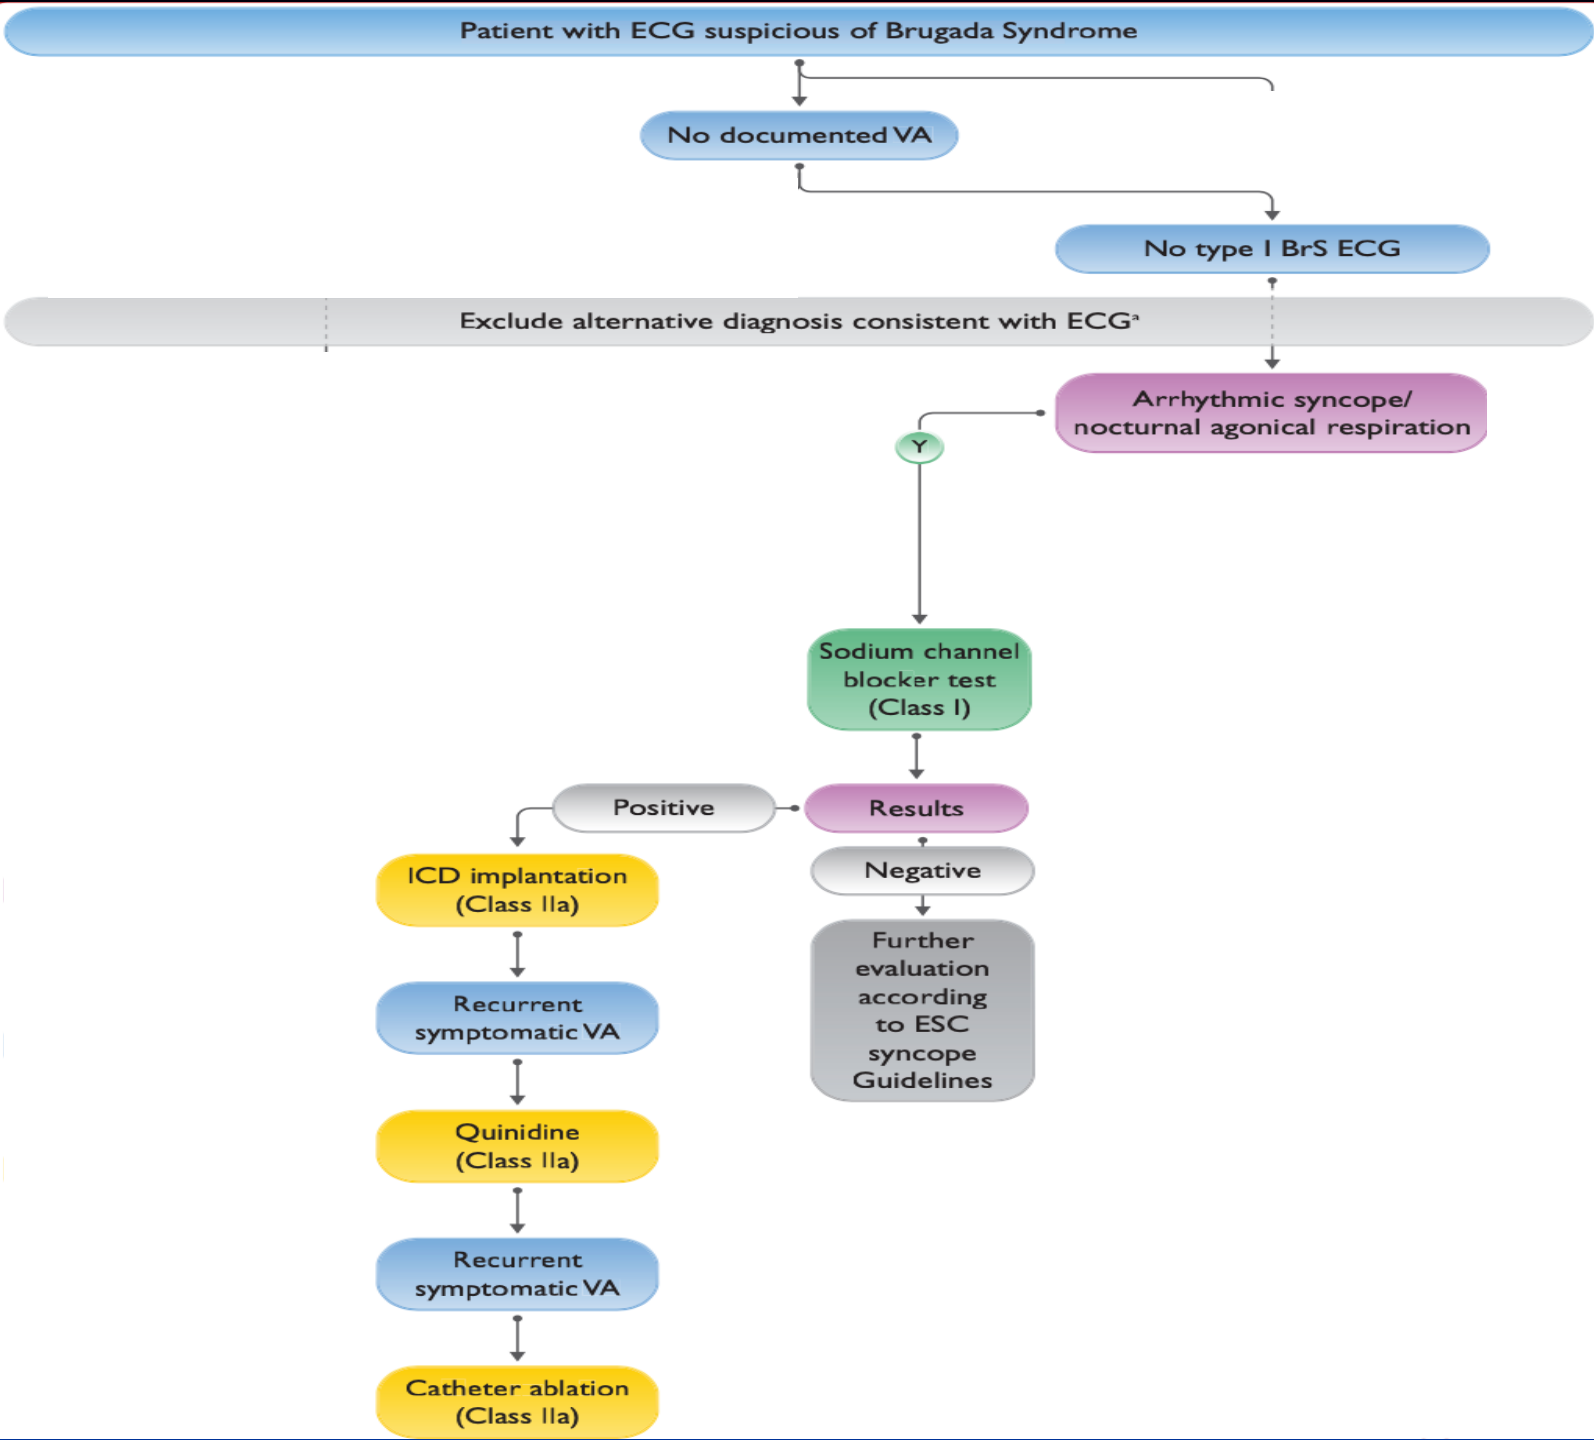 Patient with ECG suspicious of Brugada Syndrome
No documented VA
No type I BrS ECG
Exclude alternative diagnosis consistent with ECGᵃ
Arrhythmic syncope/
nocturnal agonical respiration
Y
Sodium channel
blocker test
(Class I)
Results
Positive
Negative
ICD implantation
(Class IIa)
Recurrent
symptomatic VA
Quinidine
(Class IIa)
Recurrent
symptomatic VA
Catheter ablation
(Class IIa)
Further
evaluation
according
to ESC
syncope
Guidelines